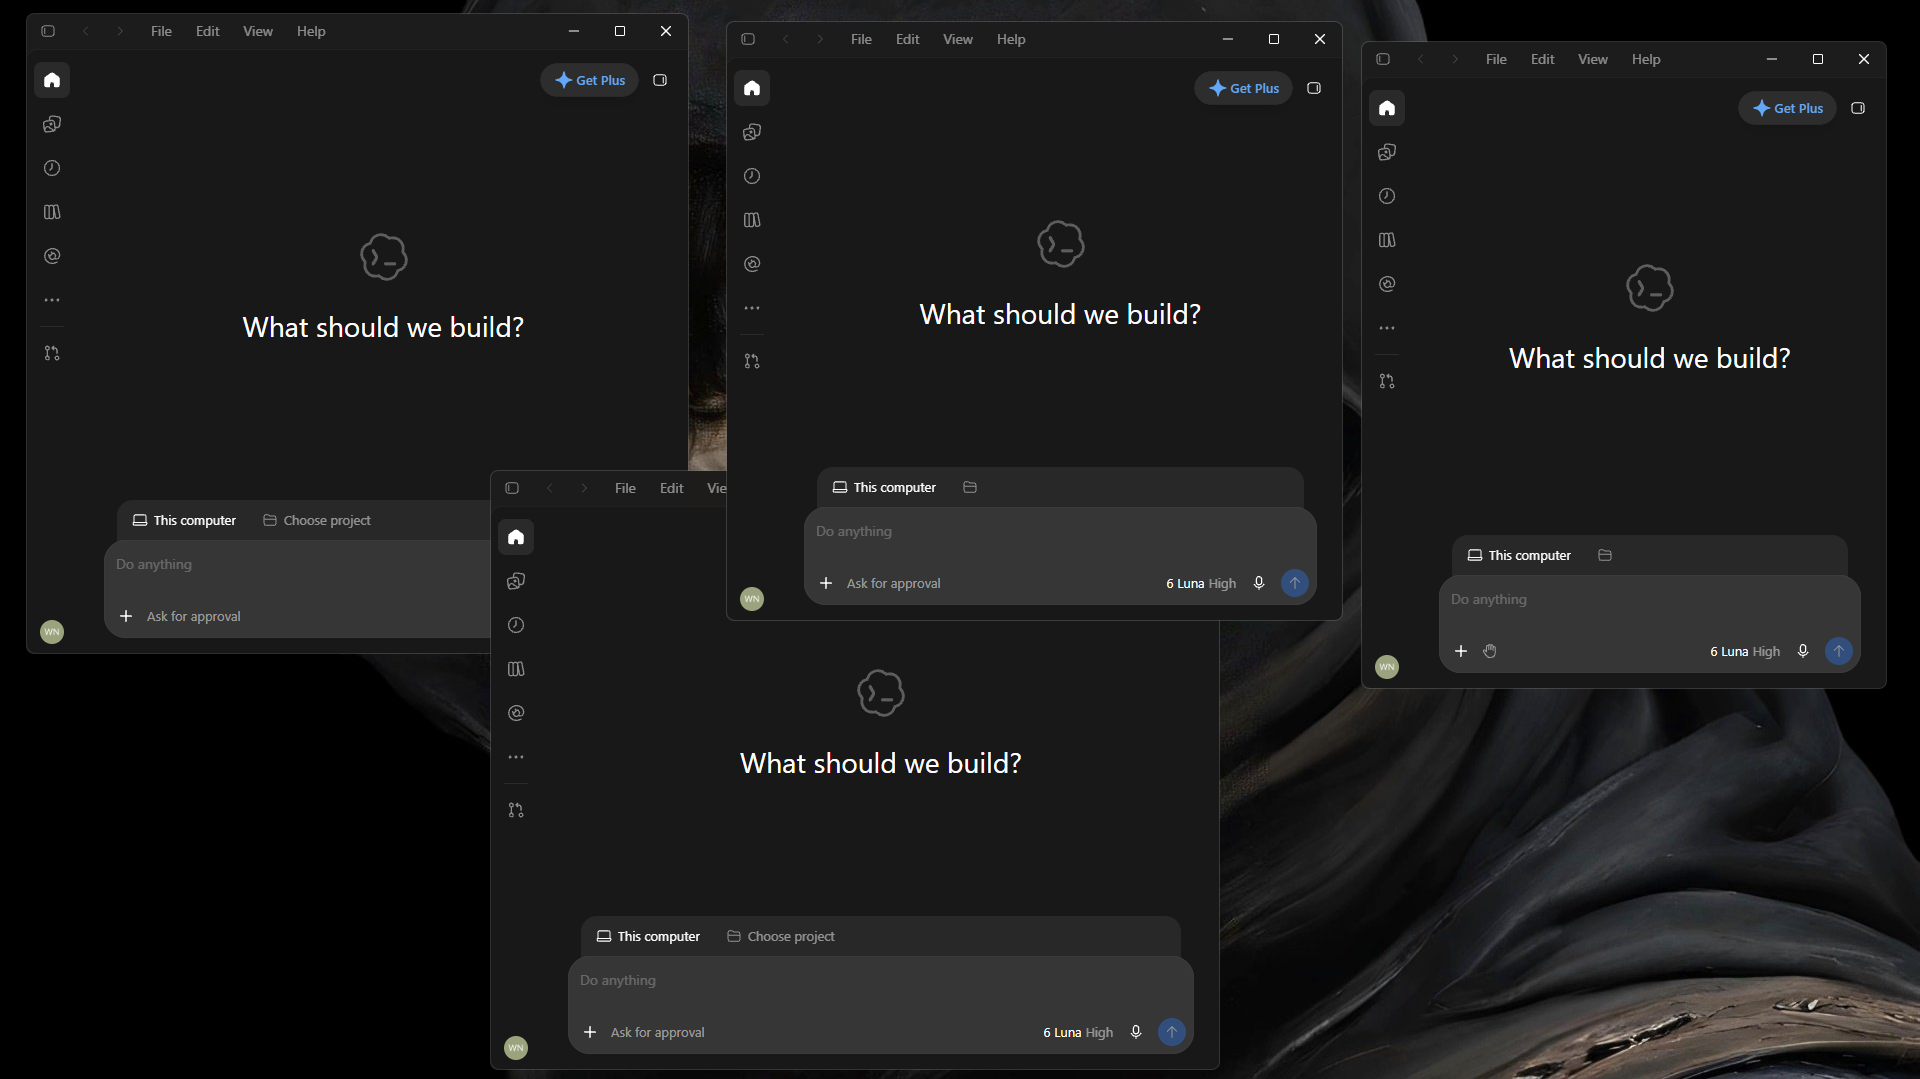 File Edit View Help
Get Plus
What should we build?
This computer Choose project
Do anything
Ask for approval
WN
File Edit View Help
Get Plus
What should we build?
This computer
Do anything
Ask for approval 6 Luna High
WN
File Edit View Help
Get Plus
What should we build?
This computer
Do anything
6 Luna High
WN
File Edit Vie
What should we build?
This computer Choose project
Do anything
Ask for approval 6 Luna High
WN